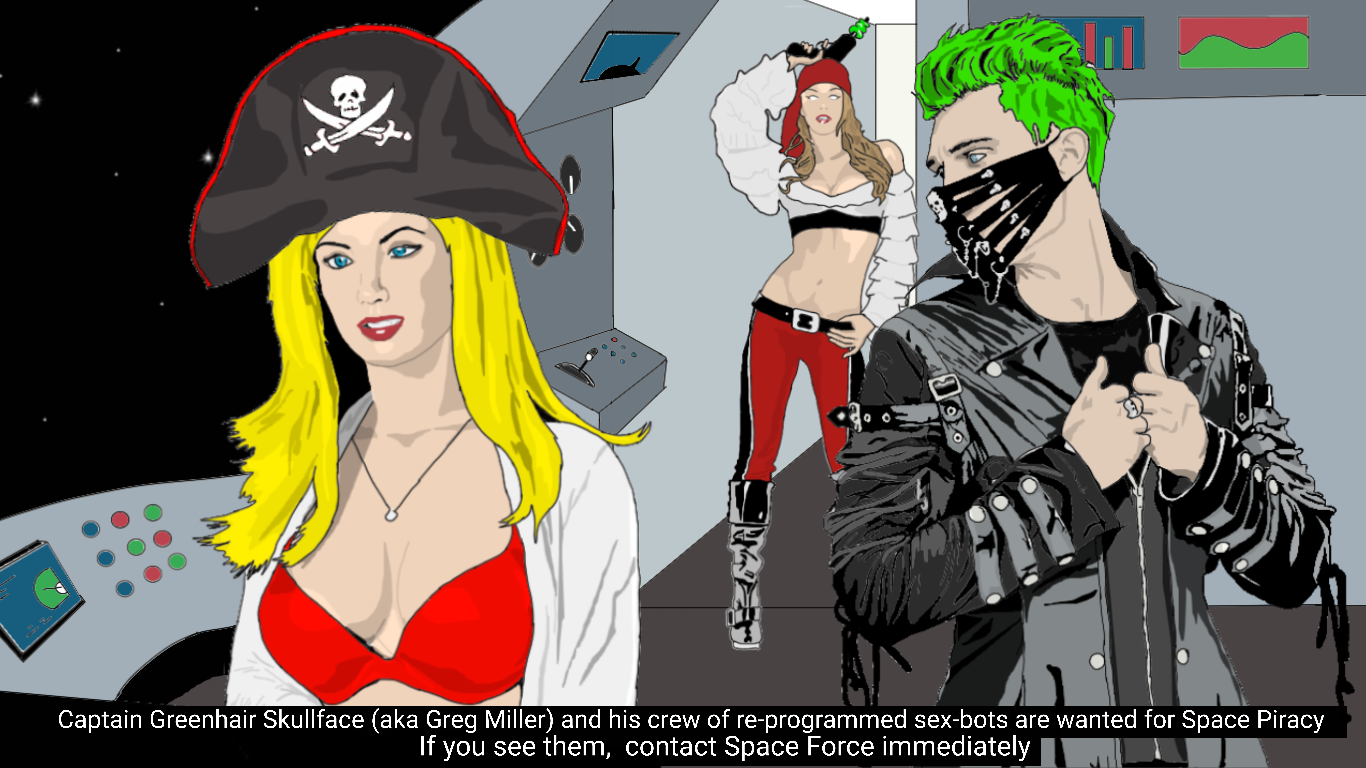 Captain Greenhair Skullface (aka Greg Miller) and his crew of re-programmed sex-bots are wanted for Space Piracy
If you see them, contact Space Force immediately